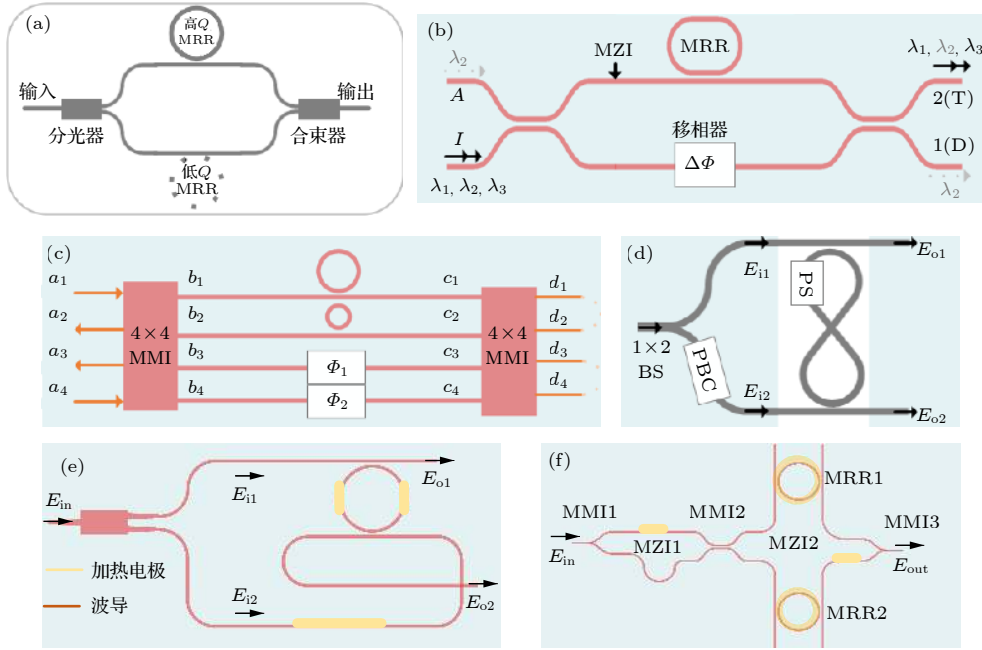 (a)
高Q
MRR
输入
输出
分光器
合束器
低Q
MRR
(b)
λ2
A
MZI
MRR
λ1, λ2, λ3
2(T)
I
移相器
ΔΦ
1(D)
λ1, λ2, λ3
λ2
(c)
a1
b1
c1
d1
a2
b2
c2
d2
4×4
MMI
4×4
MMI
a3
b3
Φ1
c3
d3
a4
b4
Φ2
c4
d4
(d)
Ei1
Eo1
PS
1×2
BS
PBC
Ei2
Eo2
(e)
Ein
Ei1
Eo1
加热电极
波导
Ei2
Eo2
(f)
MRR1
MMI1
MMI2
MMI3
Ein
MZI1
MZI2
Eout
MRR2